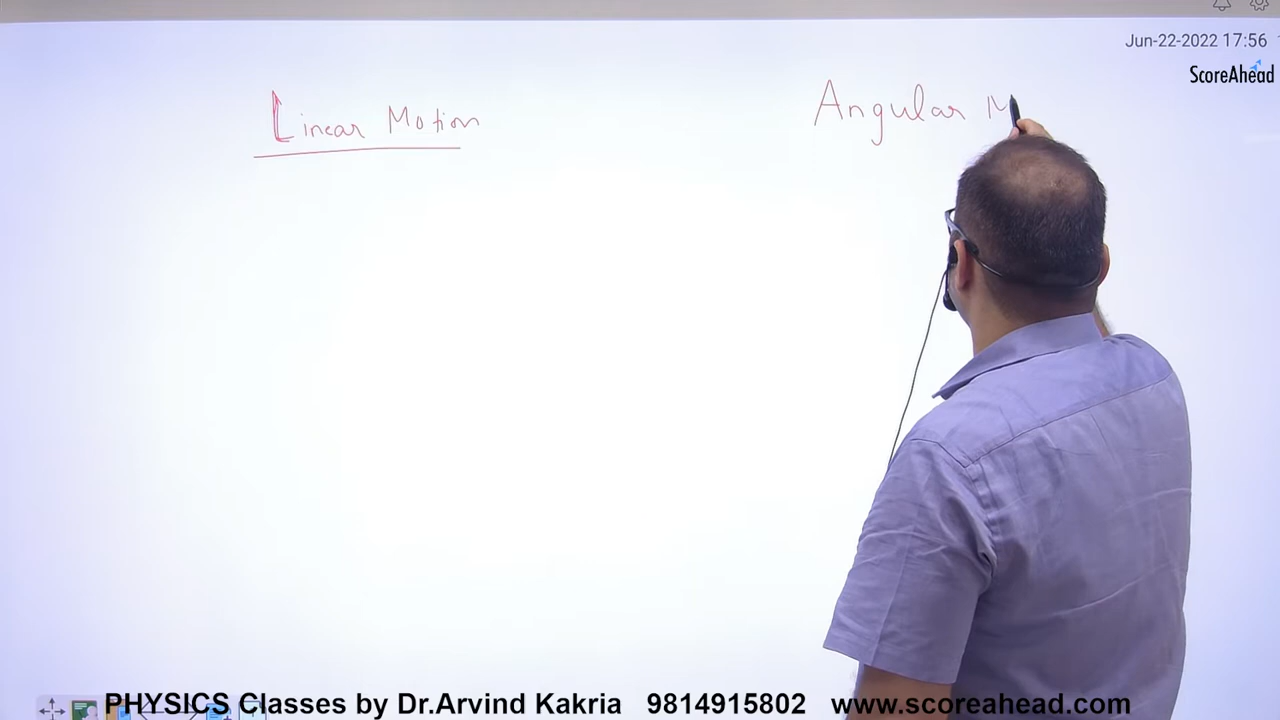 Jun-22-2022 17:56
ScoreAhead
Linear Motion
Angular M
PHYSICS Classes by Dr.Arvind Kakria 9814915802 www.scoreahead.com